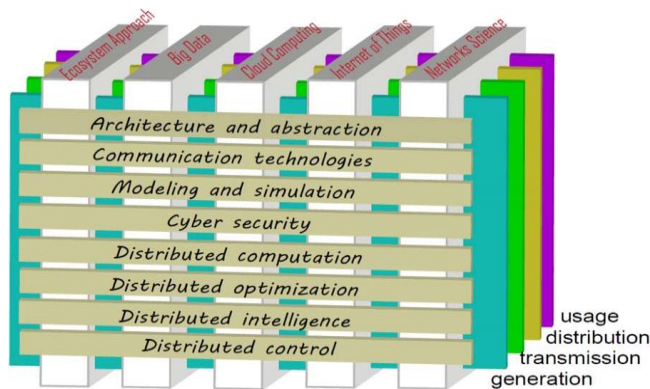 Ecosystem Approach
Big Data
Cloud Computing
Internet of Things
Networks Science
Architecture and abstraction
Communication technologies
Modeling and simulation
Cyber security
Distributed computation
Distributed optimization
Distributed intelligence
Distributed control
usage
distribution
transmission
generation